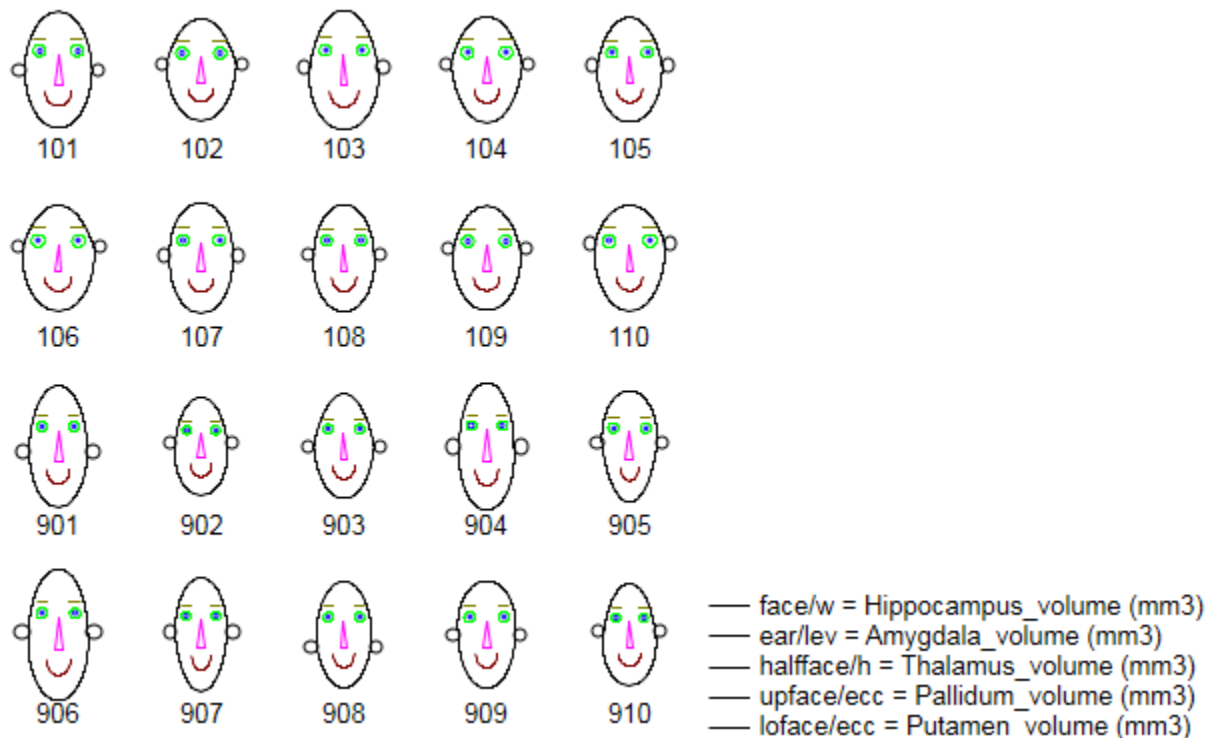 101 102 103 104 105
106 107 108 109 110
901 902 903 904 905
906 907 908 909 910
face/w = Hippocampus_volume (mm3)
ear/lev = Amygdala_volume (mm3)
halfface/h = Thalamus_volume (mm3)
upface/ecc = Pallidum_volume (mm3)
loface/ecc = Putamen_volume (mm3)